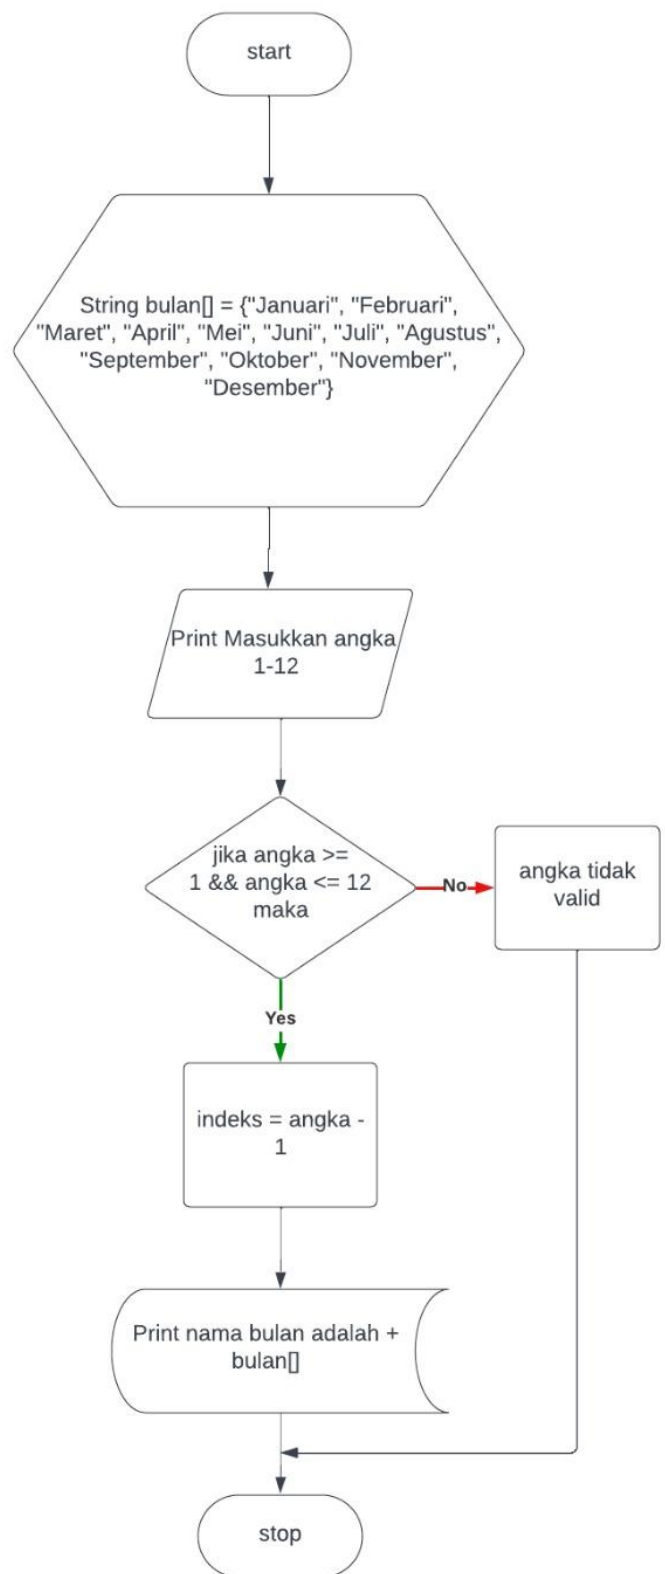 start
String bulan[] = {"Januari", "Februari",
"Maret", "April", "Mei", "Juni", "Juli", "Agustus",
"September", "Oktober", "November",
"Desember"}
Print Masukkan angka
1-12
jika angka >=
1 && angka <= 12
maka
No
angka tidak
valid
Yes
indeks = angka -
1
Print nama bulan adalah +
bulan[]
stop